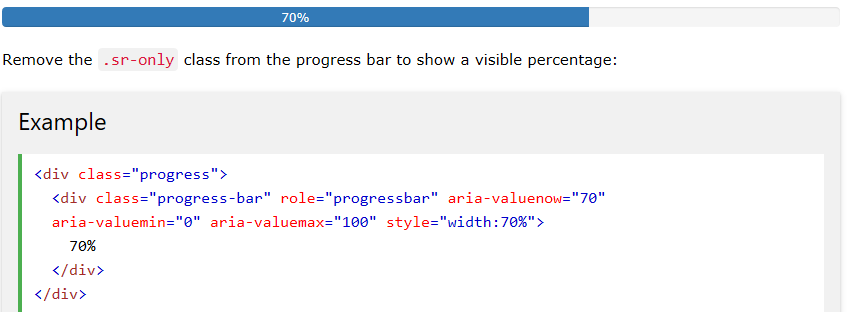 70%
Remove the .sr-only class from the progress bar to show a visible percentage:
Example
<div class="progress">
  <div class="progress-bar" role="progressbar" aria-valuenow="70"
  aria-valuemin="0" aria-valuemax="100" style="width:70%">
    70%
  </div>
</div>